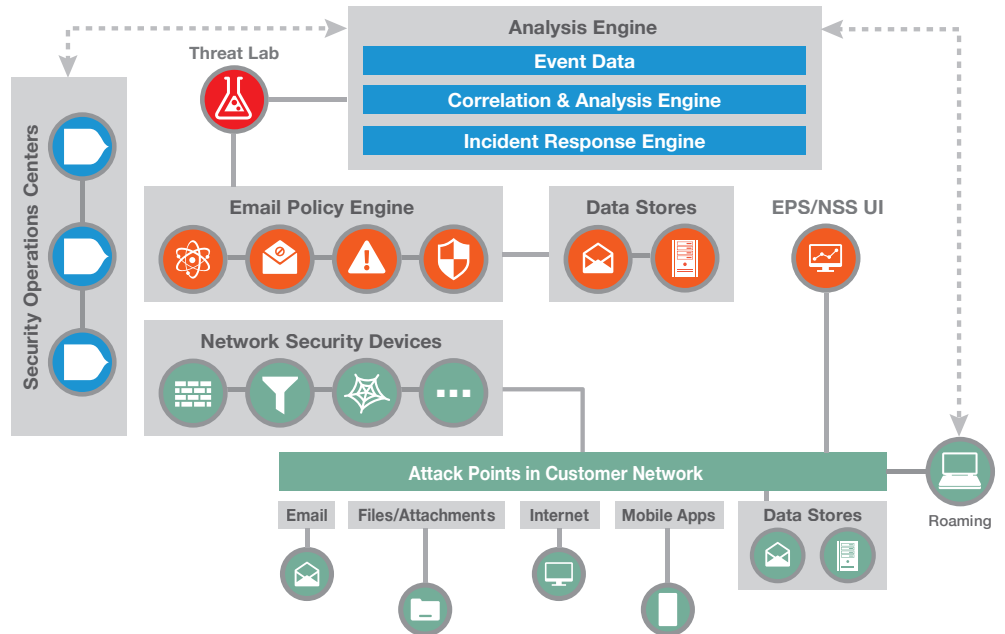 Analysis Engine
Event Data
Correlation & Analysis Engine
Incident Response Engine
Threat Lab
Security Operations Centers
Email Policy Engine
Data Stores
EPS/NSS UI
Network Security Devices
Attack Points in Customer Network
Roaming
Email
Files/Attachments
Internet
Mobile Apps
Data Stores